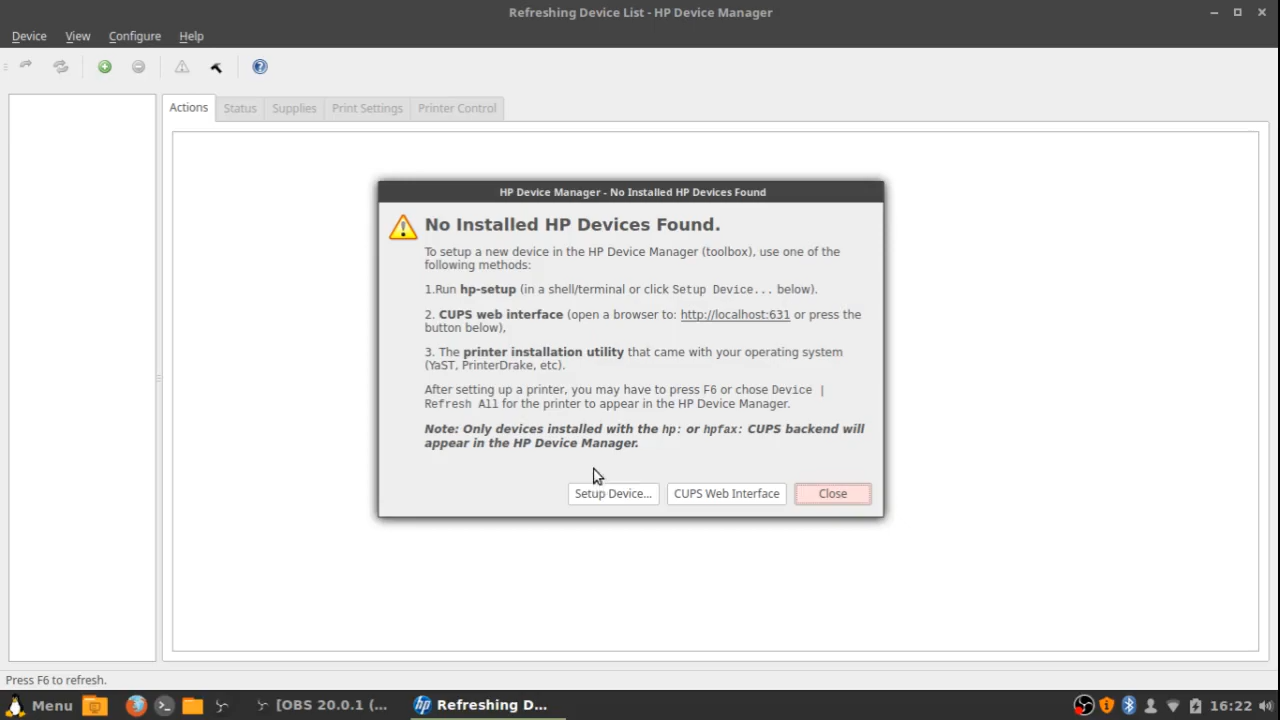 Refreshing Device List - HP Device Manager
Device View Configure Help
Actions Status Supplies Print Settings Printer Control
HP Device Manager - No Installed HP Devices Found
No Installed HP Devices Found.
To setup a new device in the HP Device Manager (toolbox), use one of the
following methods:
1.Run hp-setup (in a shell/terminal or click Setup Device... below).
2. CUPS web interface (open a browser to: http://localhost:631 or press the
button below),
3. The printer installation utility that came with your operating system
(YaST, PrinterDrake, etc).
After setting up a printer, you may have to press F6 or chose Device |
Refresh All for the printer to appear in the HP Device Manager.
Note: Only devices installed with the hp: or hpfax: CUPS backend will
appear in the HP Device Manager.
Setup Device... CUPS Web Interface Close
Press F6 to refresh.
Menu [OBS 20.0.1 (... hp Refreshing D... 16:22